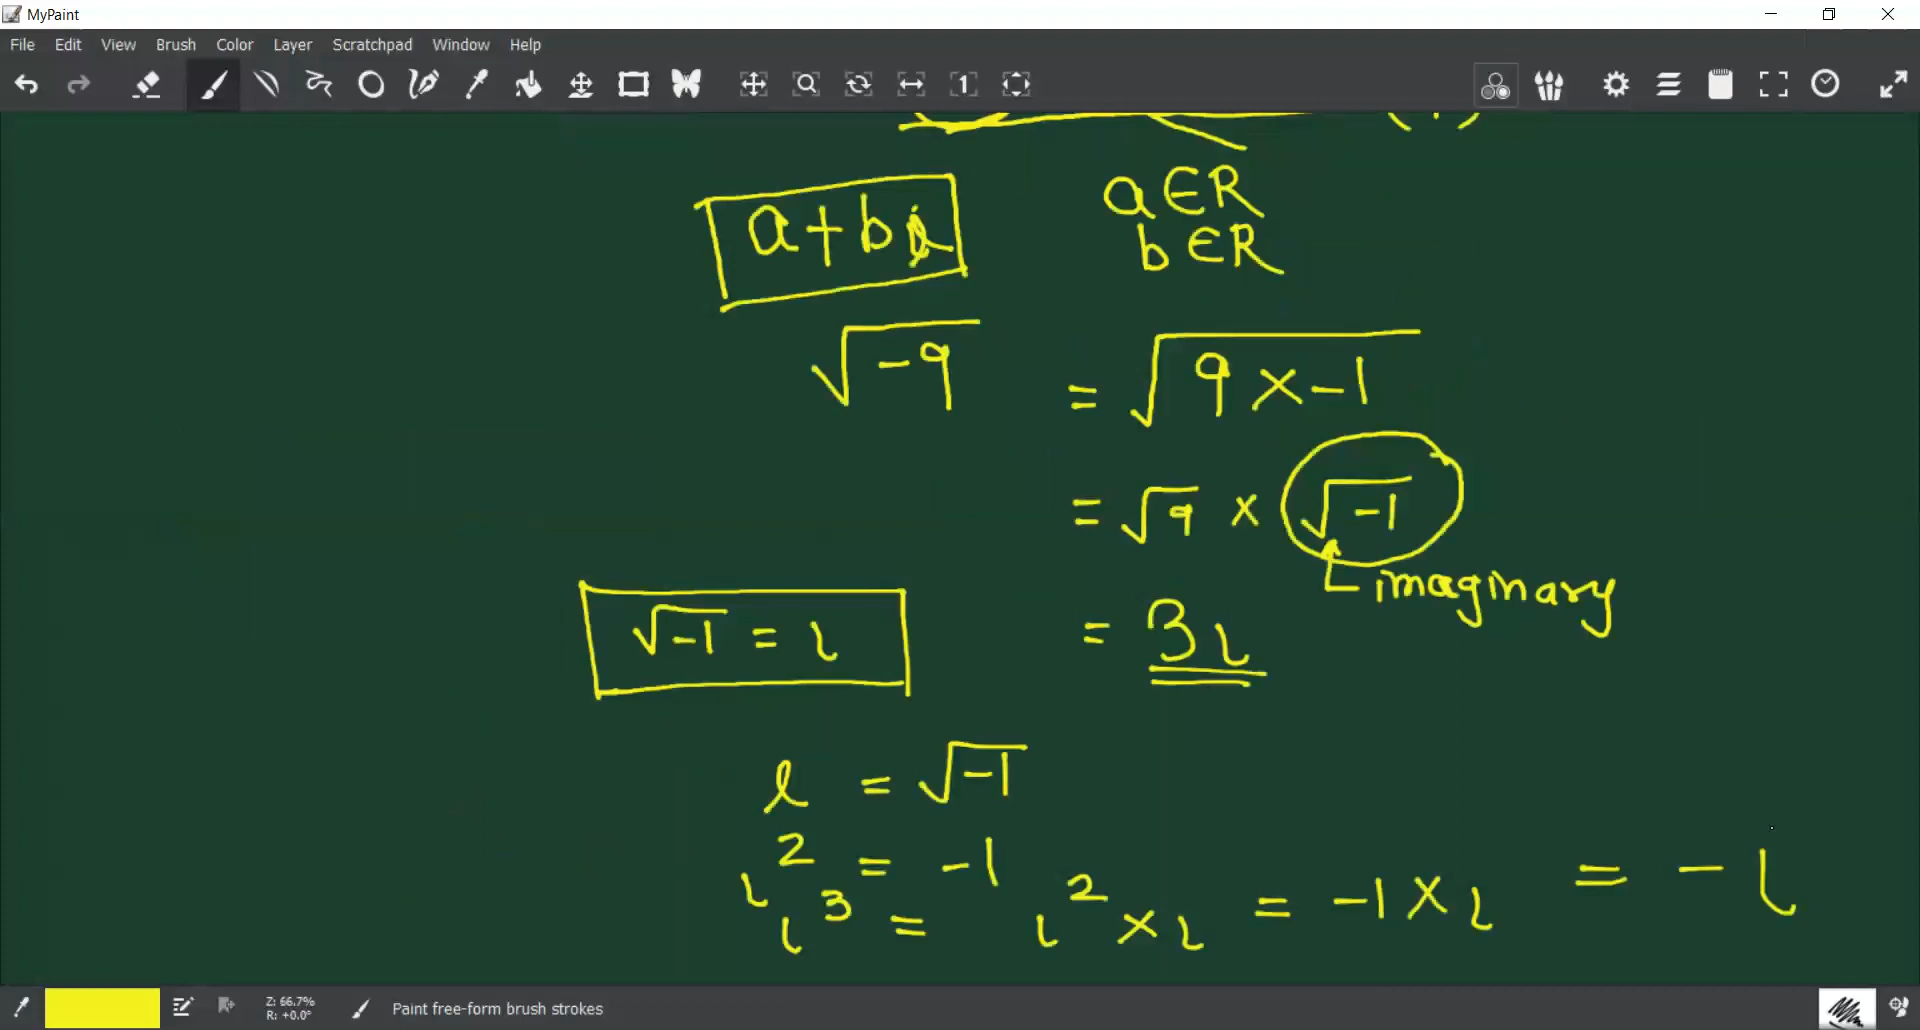 MyPaint
File Edit View Brush Color Layer Scratchpad Window Help
a+bi
a∈R
b∈R
√-9 = √9×-1
= √9 × √-1
imaginary
√-1 = i
= 3i
i = √-1
i² = -1
i³ = i²×i = -1×i = -i
Z: 66.7%
R: +0.0°
Paint free-form brush strokes